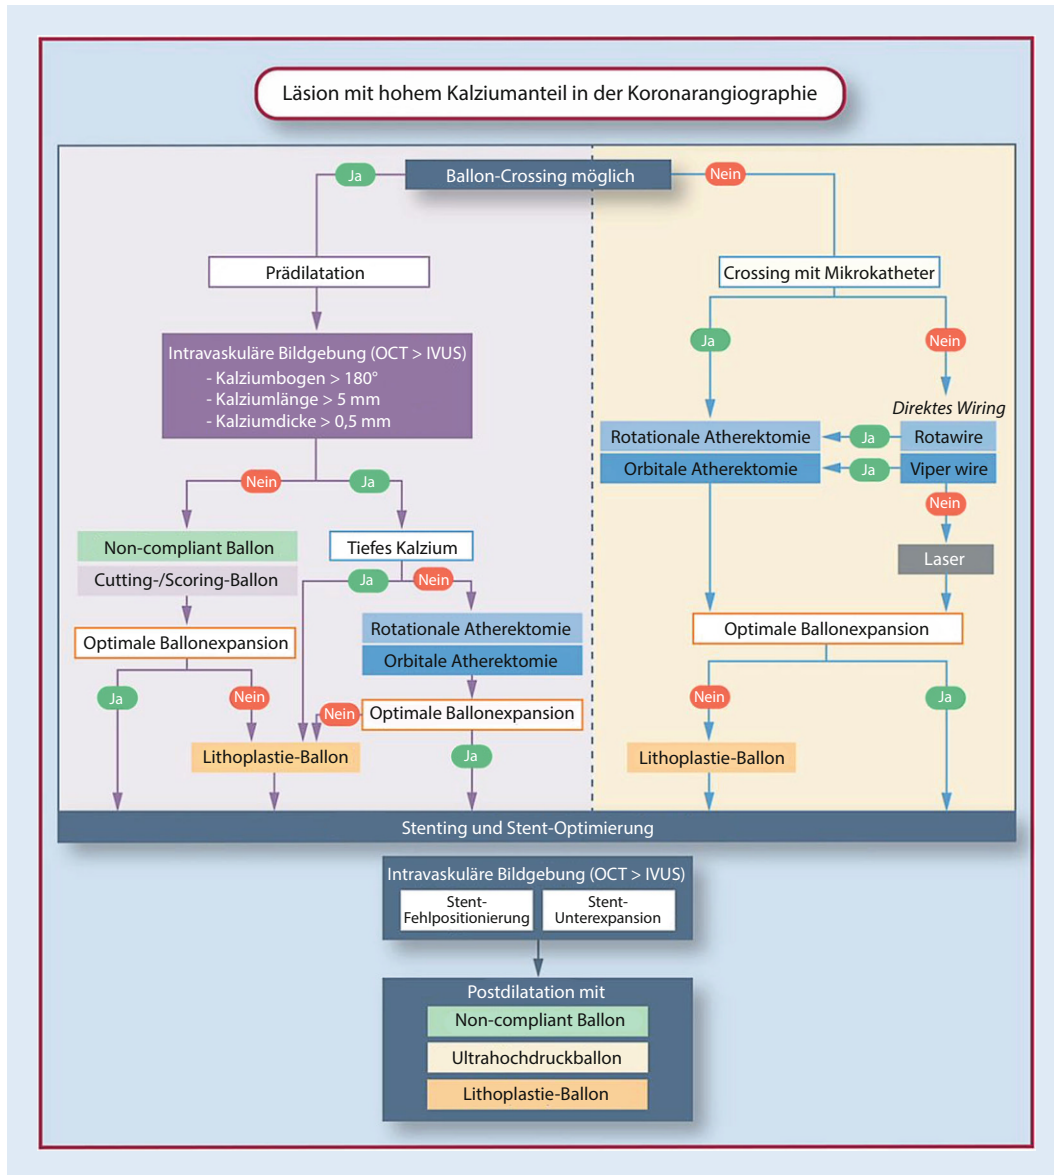 Läsion mit hohem Kalziumanteil in der Koronarangiographie
Ja
Ballon-Crossing möglich
Nein
Prädilatation
Crossing mit Mikrokatheter
Intravaskuläre Bildgebung (OCT > IVUS)
- Kalziumbogen > 180°
- Kalziumlänge > 5 mm
- Kalziumdicke > 0,5 mm
Ja
Nein
Direktes Wiring
Rotationale Atherektomie
Ja
Rotawire
Orbitale Atherektomie
Ja
Viper wire
Nein
Ja
Nein
Non-compliant Ballon
Tiefes Kalzium
Laser
Cutting-/Scoring-Ballon
Ja
Nein
Optimale Ballonexpansion
Rotationale Atherektomie
Orbitale Atherektomie
Optimale Ballonexpansion
Ja
Nein
Nein
Optimale Ballonexpansion
Nein
Ja
Lithoplastie-Ballon
Ja
Lithoplastie-Ballon
Stenting und Stent-Optimierung
Intravaskuläre Bildgebung (OCT > IVUS)
Stent-
Fehlpositionierung
Stent-
Unterexpansion
Postdilatation mit
Non-compliant Ballon
Ultrahochdruckballon
Lithoplastie-Ballon